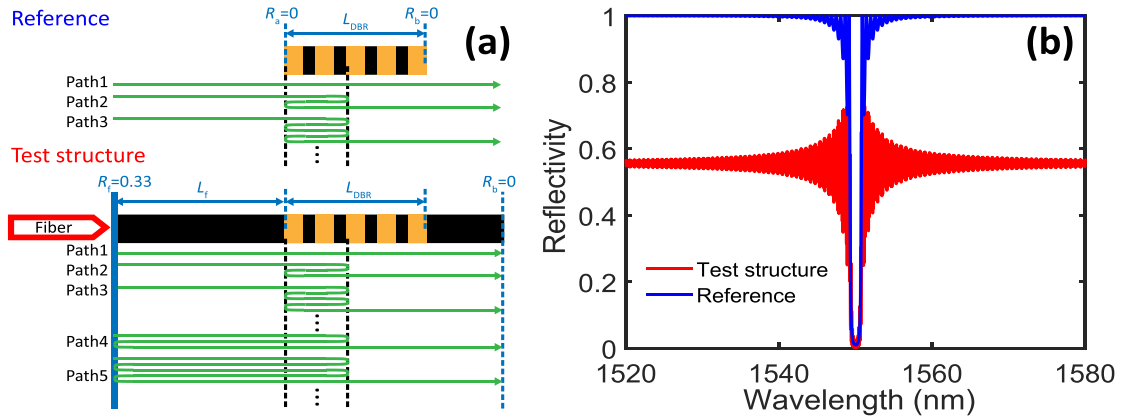 Reference
Ra=0
LDBR
Rb=0
(a)
Path1
Path2
Path3
Test structure
Rf=0.33
Lf
LDBR
Rb=0
Fiber
Path1
Path2
Path3
Path4
Path5
(b)
Reflectivity
1
0.8
0.6
0.4
0.2
0
Test structure
Reference
1520
1540
1560
1580
Wavelength (nm)